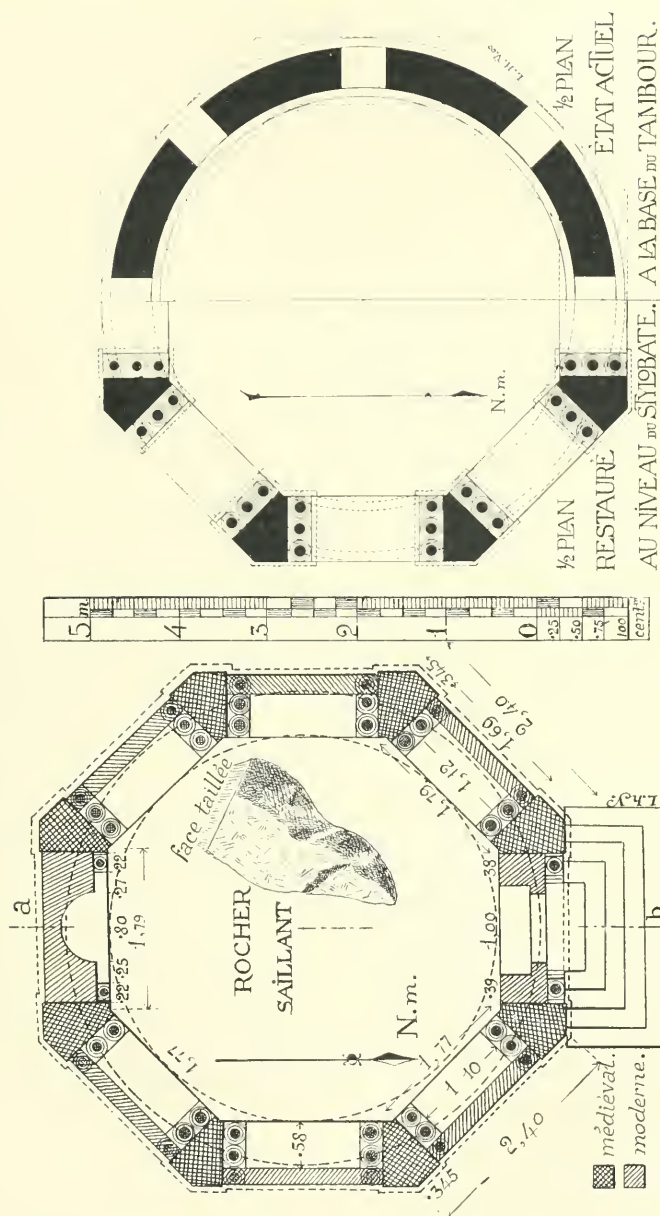 a
face taillée
ROCHER
SAILLANT
.22 .25 .80 .27 .22
1,79
1,77
N.m.
.58
1,79
1,12
1,69
2,40
.345
.39 1.00 .38
1,77
1 10
2,40
.345
b
L.h.V.
médiéval.
moderne.
5 m
4
3
2
1
0
.25
.50
.75
100
cent.
N.m.
½ PLAN
RESTAURÉ
AU NIVEAU DU STYLOBATE.
½ PLAN
ÉTAT ACTUEL
A LA BASE DU TAMBOUR.